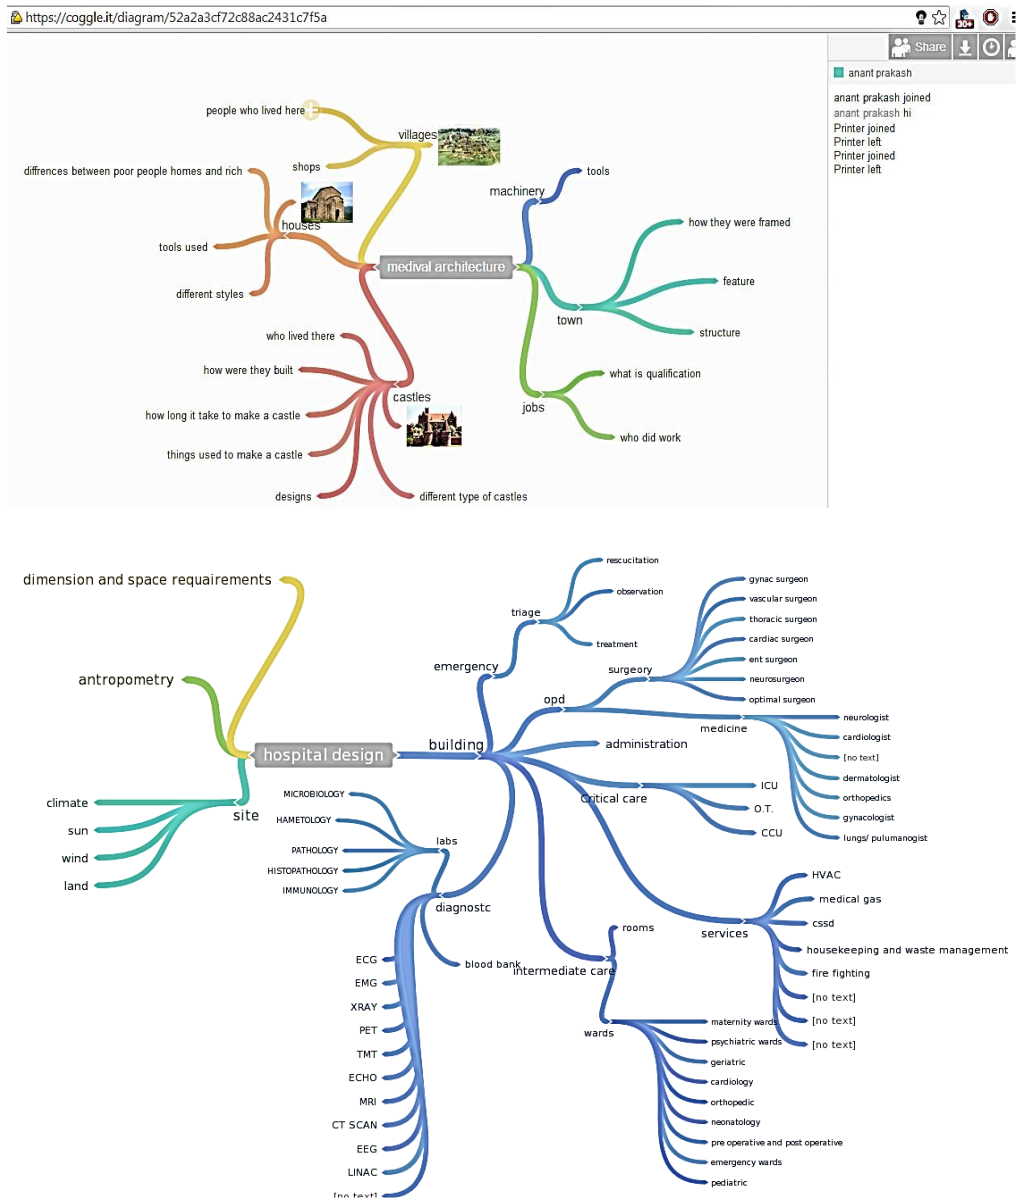 https://coggle.it/diagram/52a2a3cf72c88ac2431c7f5a
30+
Share
anant prakash
anant prakash joined
anant prakash hi
Printer joined
Printer left
Printer joined
Printer left
people who lived here
villages
shops
diffrences between poor people homes and rich
houses
tools used
different styles
medival architecture
machinery
tools
how they were framed
feature
town
structure
what is qualification
jobs
who did work
who lived there
how were they built
castles
how long it take to make a castle
things used to make a castle
designs
different type of castles
dimension and space requairements
antropometry
hospital design
site
climate
sun
wind
land
building
emergency
triage
rescucitation
observation
treatment
opd
surgeory
gynac surgeon
vascular surgeon
thoracic surgeon
cardiac surgeon
ent surgeon
neurosurgeon
optimal surgeon
medicine
neurologist
cardiologist
[no text]
dermatologist
orthopedics
gynacologist
lungs/ pulumanogist
administration
Critical care
ICU
O.T.
CCU
services
HVAC
medical gas
cssd
housekeeping and waste management
fire fighting
[no text]
[no text]
[no text]
intermediate care
rooms
wards
maternity wards
psychiatric wards
geriatric
cardiology
orthopedic
neonatology
pre operative and post operative
emergency wards
pediatric
diagnostc
labs
MICROBIOLOGY
HAMETOLOGY
PATHOLOGY
HISTOPATHOLOGY
IMMUNOLOGY
blood bank
ECG
EMG
XRAY
PET
TMT
ECHO
MRI
CT SCAN
EEG
LINAC
[no text]